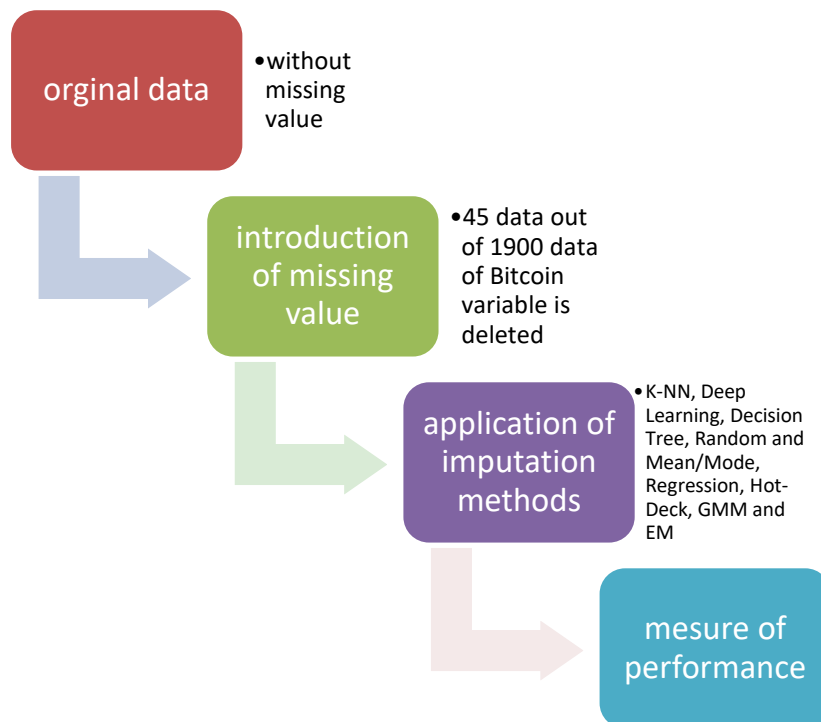 orginal data
•without
missing
value
introduction
of missing
value
•45 data out
of 1900 data
of Bitcoin
variable is
deleted
application of
imputation
methods
•K-NN, Deep
Learning, Decision
Tree, Random and
Mean/Mode,
Regression, Hot-
Deck, GMM and
EM
mesure of
performance